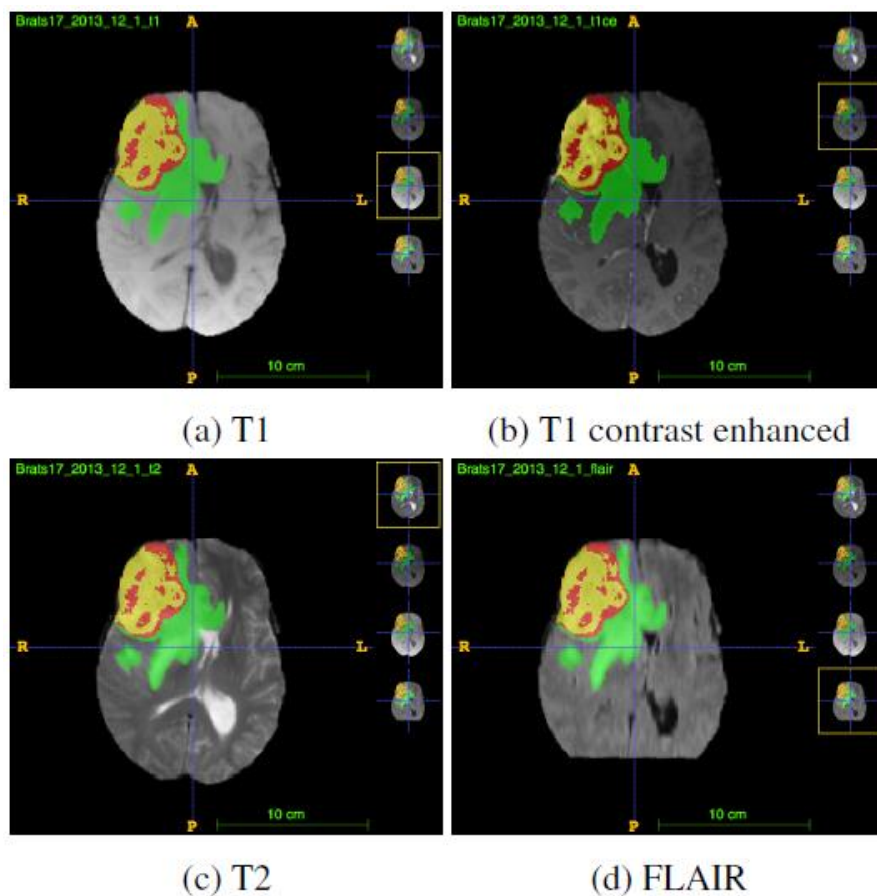 Brats17_2013_12_1_t1
A
R
L
10 cm
P
Brats17_2013_12_1_t1ce
A
R
L
10 cm
P
(a) T1
(b) T1 contrast enhanced
Brats17_2013_12_1_t2
A
R
L
10 cm
P
Brats17_2013_12_1_flair
A
R
L
10 cm
P
(c) T2
(d) FLAIR